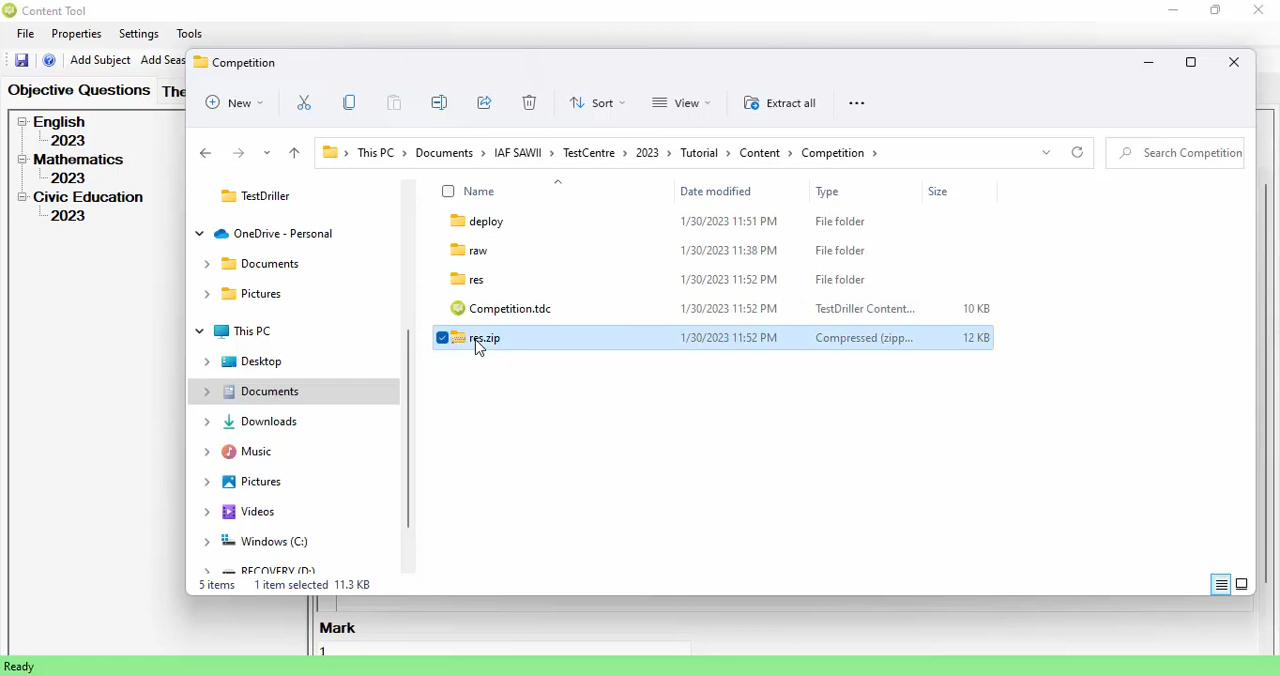 Content Tool
File Properties Settings Tools
Add Subject Add Seas
Objective Questions The
English
2023
Mathematics
2023
Civic Education
2023
Competition
New Sort View Extract all
This PC Documents IAF SAWII TestCentre 2023 Tutorial Content Competition Search Competition
TestDriller
OneDrive - Personal
Documents
Pictures
This PC
Desktop
Documents
Downloads
Music
Pictures
Videos
Windows (C:)
RECOVERY (D:)
Name Date modified Type Size
deploy 1/30/2023 11:51 PM File folder
raw 1/30/2023 11:38 PM File folder
res 1/30/2023 11:52 PM File folder
Competition.tdc 1/30/2023 11:52 PM TestDriller Content... 10 KB
res.zip 1/30/2023 11:52 PM Compressed (zipp... 12 KB
5 items 1 item selected 11.3 KB
Mark
1
Ready